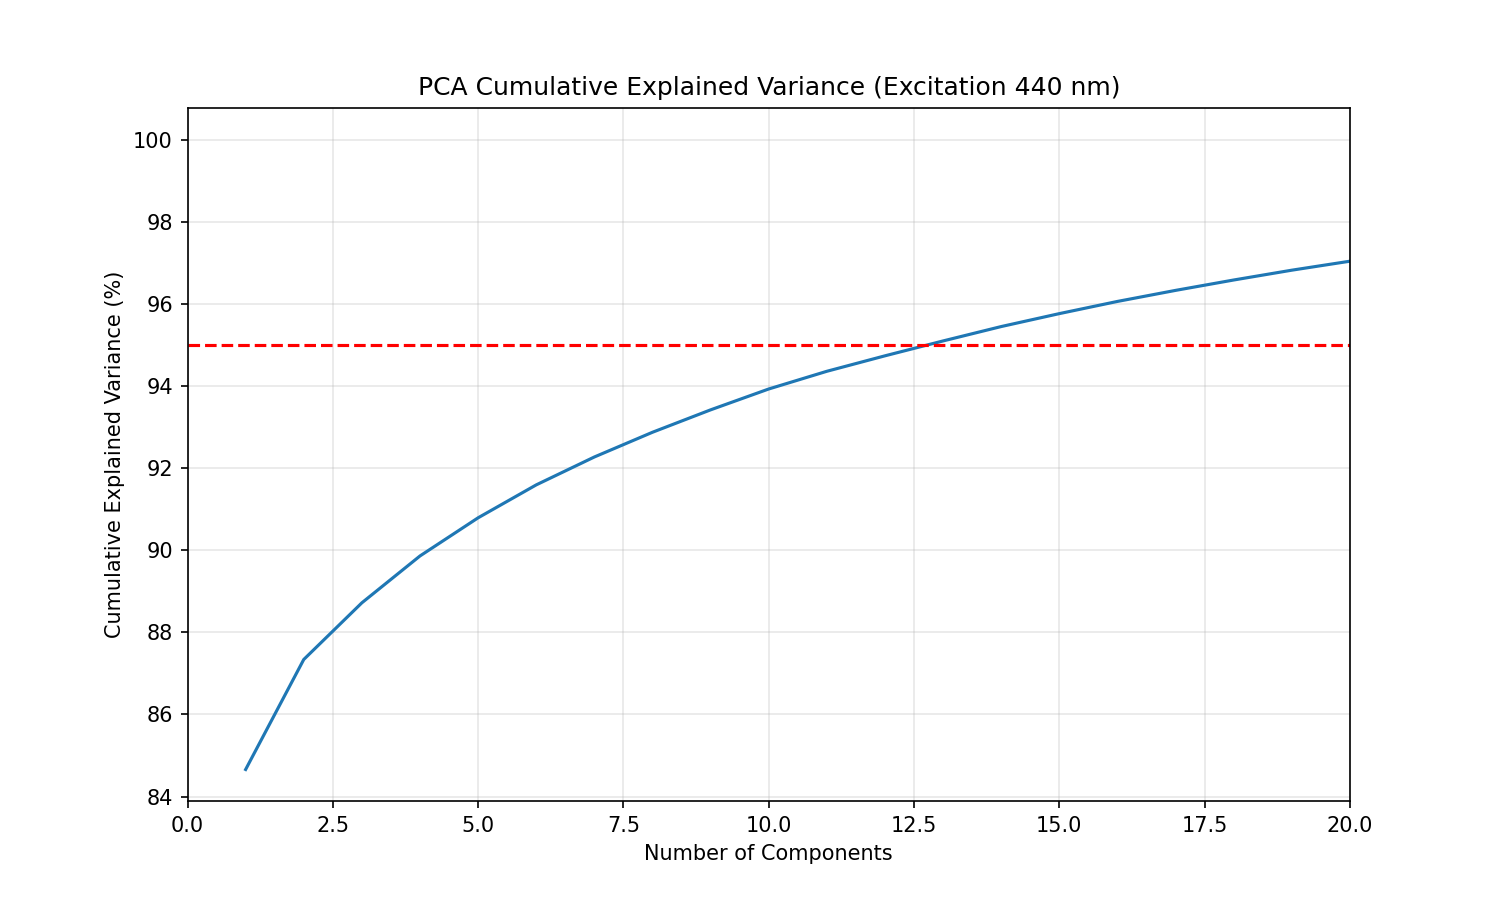 PCA Cumulative Explained Variance (Excitation 440 nm)
Cumulative Explained Variance (%)
100
98
96
94
92
90
88
86
84
0.0 2.5 5.0 7.5 10.0 12.5 15.0 17.5 20.0
Number of Components